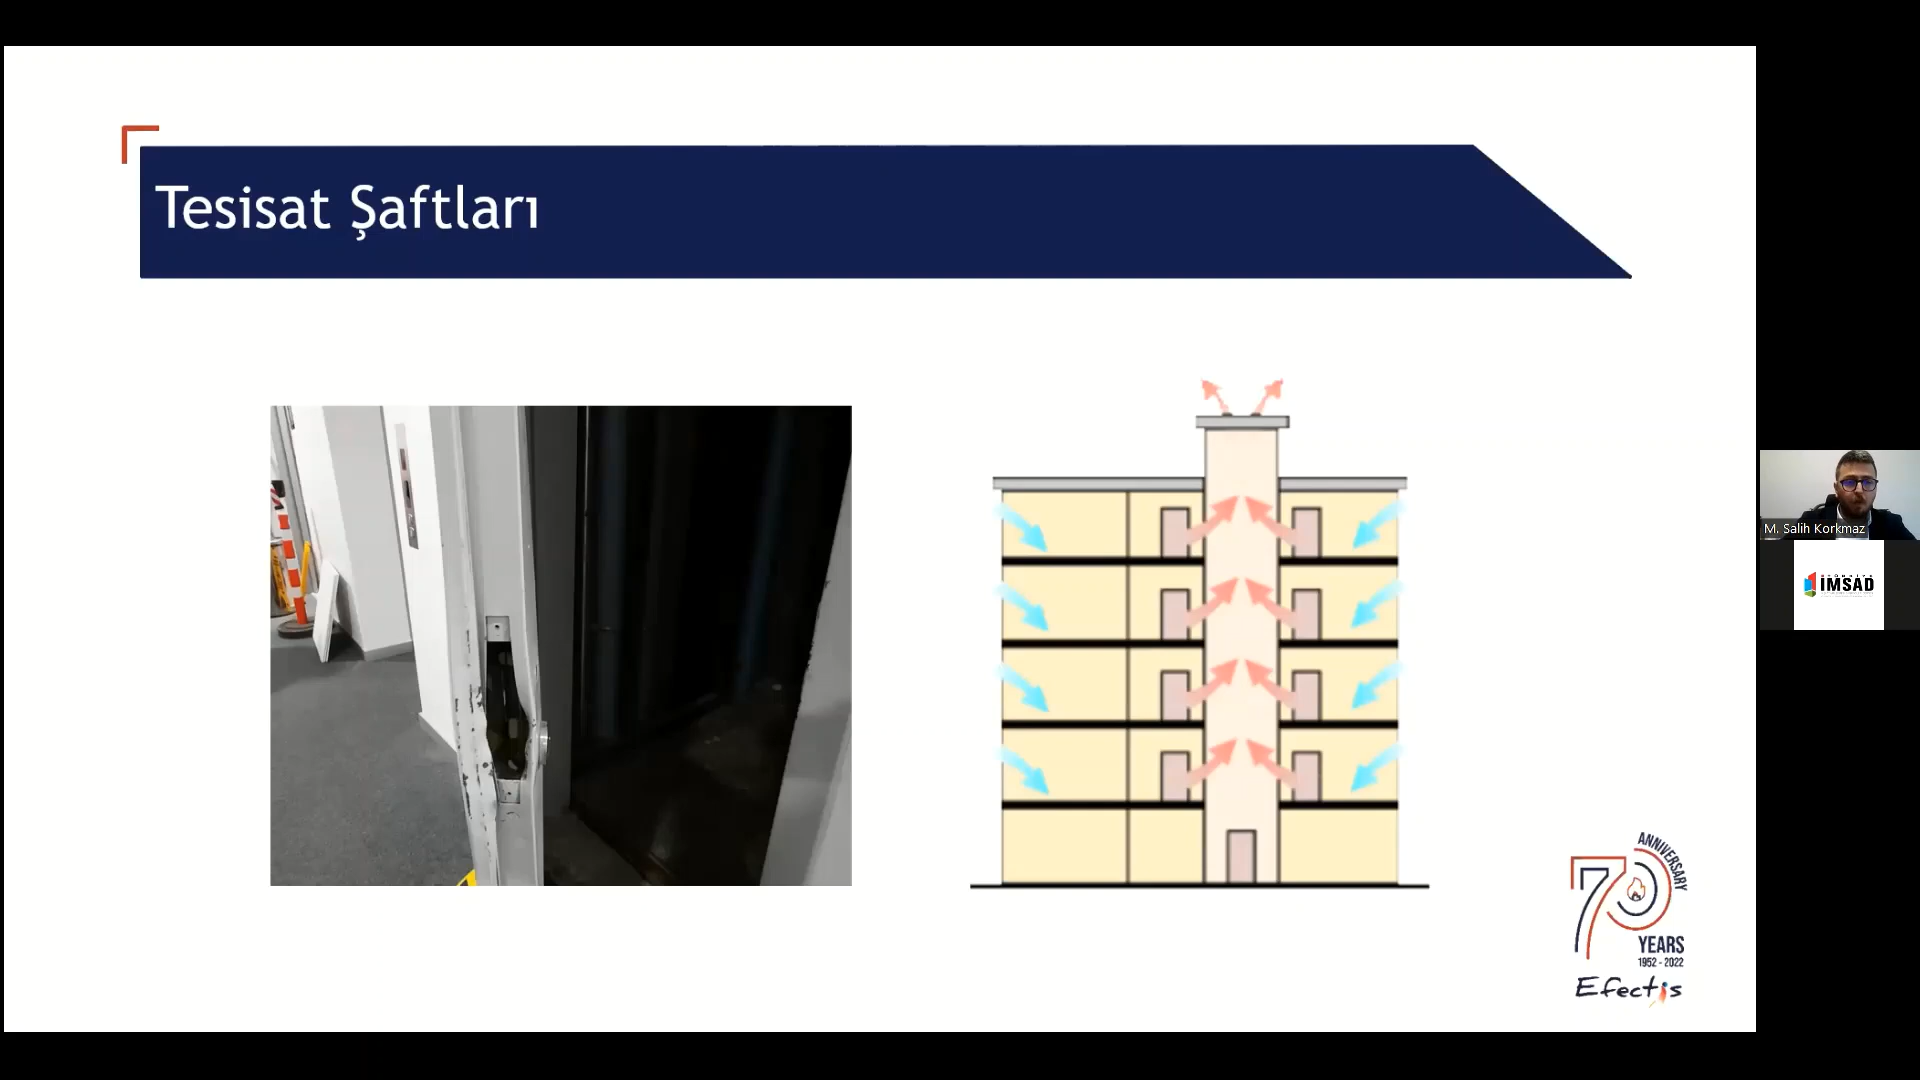 Tesisat Şaftları
M. Salih Korkmaz
İMSAD
70
ANNIVERSARY
YEARS
1952 - 2022
Efectis